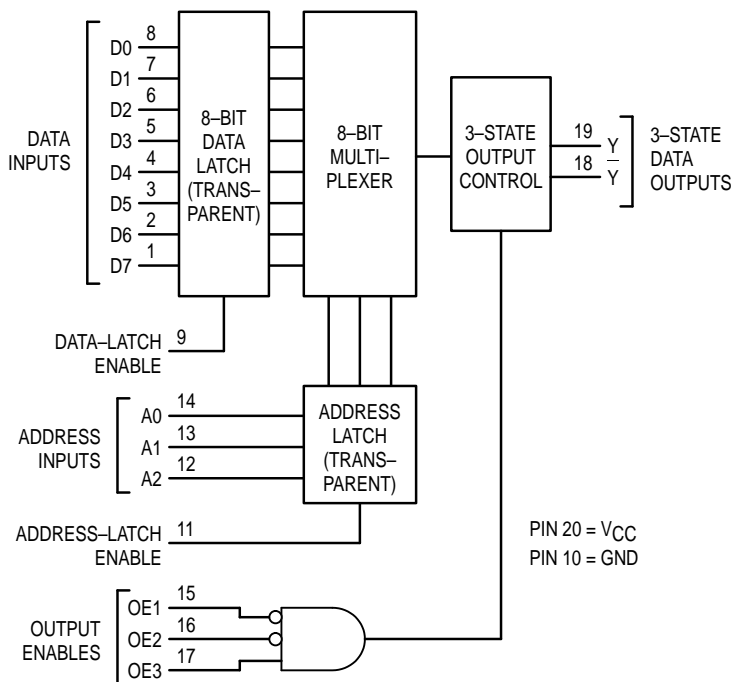 DATA
INPUTS
D0 8
D1 7
D2 6
D3 5
D4 4
D5 3
D6 2
D7 1
8–BIT
DATA
LATCH
(TRANS–
PARENT)
8–BIT
MULTI–
PLEXER
3–STATE
OUTPUT
CONTROL
19 Y
18 Y̅
3–STATE
DATA
OUTPUTS
DATA–LATCH
ENABLE
9
ADDRESS
INPUTS
A0 14
A1 13
A2 12
ADDRESS
LATCH
(TRANS–
PARENT)
ADDRESS–LATCH
ENABLE
11
PIN 20 = VCC
PIN 10 = GND
OUTPUT
ENABLES
OE1 15
OE2 16
OE3 17